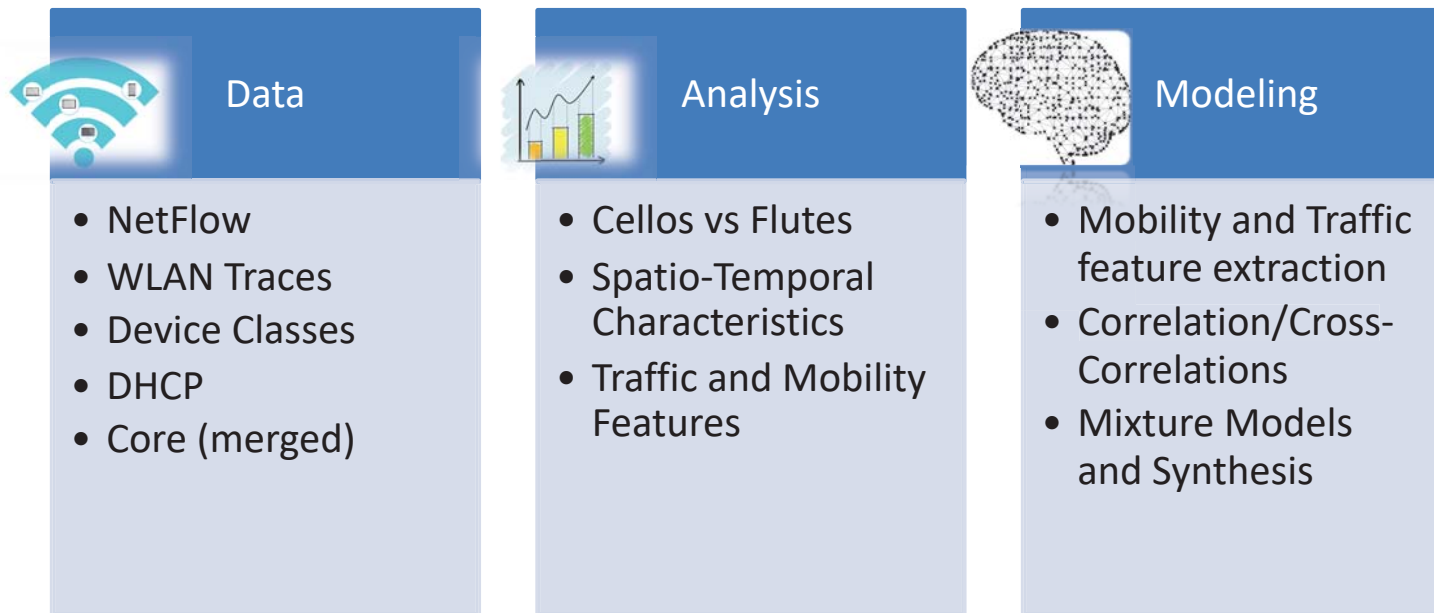 Data
• NetFlow
• WLAN Traces
• Device Classes
• DHCP
• Core (merged)
Analysis
• Cellos vs Flutes
• Spatio-Temporal
Characteristics
• Traffic and Mobility
Features
Modeling
• Mobility and Traffic
feature extraction
• Correlation/Cross-
Correlations
• Mixture Models
and Synthesis